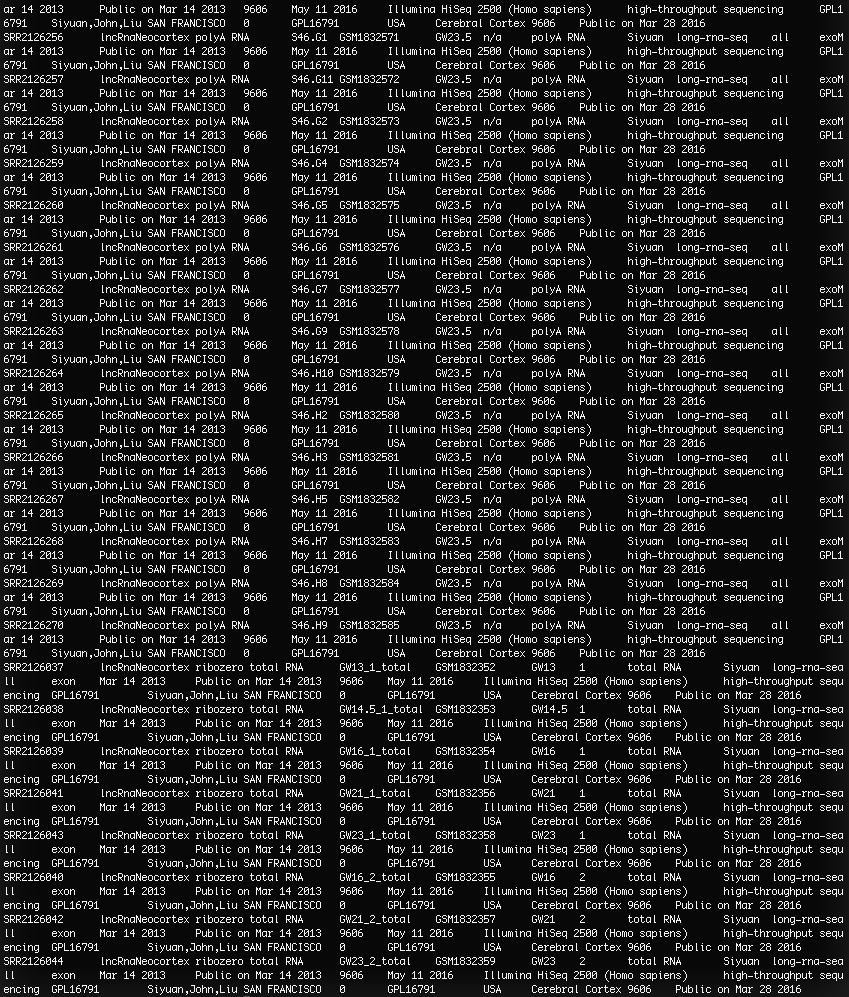 ar 14 2013 Public on Mar 14 2013 9606 May 11 2016 Illumina HiSeq 2500 (Homo sapiens) high-throughput sequencing GPL1
6791 Siyuan,John,Liu SAN FRANCISCO 0 GPL16791 USA Cerebral Cortex 9606 Public on Mar 28 2016
SRR2126256 lncRnaNeocortex polyA RNA S46.G1 GSM1832571 GW23.5 n/a polyA RNA Siyuan long-rna-seq all exoM
ar 14 2013 Public on Mar 14 2013 9606 May 11 2016 Illumina HiSeq 2500 (Homo sapiens) high-throughput sequencing GPL1
6791 Siyuan,John,Liu SAN FRANCISCO 0 GPL16791 USA Cerebral Cortex 9606 Public on Mar 28 2016
SRR2126257 lncRnaNeocortex polyA RNA S46.G11 GSM1832572 GW23.5 n/a polyA RNA Siyuan long-rna-seq all exoM
ar 14 2013 Public on Mar 14 2013 9606 May 11 2016 Illumina HiSeq 2500 (Homo sapiens) high-throughput sequencing GPL1
6791 Siyuan,John,Liu SAN FRANCISCO 0 GPL16791 USA Cerebral Cortex 9606 Public on Mar 28 2016
SRR2126258 lncRnaNeocortex polyA RNA S46.G2 GSM1832573 GW23.5 n/a polyA RNA Siyuan long-rna-seq all exoM
ar 14 2013 Public on Mar 14 2013 9606 May 11 2016 Illumina HiSeq 2500 (Homo sapiens) high-throughput sequencing GPL1
6791 Siyuan,John,Liu SAN FRANCISCO 0 GPL16791 USA Cerebral Cortex 9606 Public on Mar 28 2016
SRR2126259 lncRnaNeocortex polyA RNA S46.G4 GSM1832574 GW23.5 n/a polyA RNA Siyuan long-rna-seq all exoM
ar 14 2013 Public on Mar 14 2013 9606 May 11 2016 Illumina HiSeq 2500 (Homo sapiens) high-throughput sequencing GPL1
6791 Siyuan,John,Liu SAN FRANCISCO 0 GPL16791 USA Cerebral Cortex 9606 Public on Mar 28 2016
SRR2126260 lncRnaNeocortex polyA RNA S46.G5 GSM1832575 GW23.5 n/a polyA RNA Siyuan long-rna-seq all exoM
ar 14 2013 Public on Mar 14 2013 9606 May 11 2016 Illumina HiSeq 2500 (Homo sapiens) high-throughput sequencing GPL1
6791 Siyuan,John,Liu SAN FRANCISCO 0 GPL16791 USA Cerebral Cortex 9606 Public on Mar 28 2016
SRR2126261 lncRnaNeocortex polyA RNA S46.G6 GSM1832576 GW23.5 n/a polyA RNA Siyuan long-rna-seq all exoM
ar 14 2013 Public on Mar 14 2013 9606 May 11 2016 Illumina HiSeq 2500 (Homo sapiens) high-throughput sequencing GPL1
6791 Siyuan,John,Liu SAN FRANCISCO 0 GPL16791 USA Cerebral Cortex 9606 Public on Mar 28 2016
SRR2126262 lncRnaNeocortex polyA RNA S46.G7 GSM1832577 GW23.5 n/a polyA RNA Siyuan long-rna-seq all exoM
ar 14 2013 Public on Mar 14 2013 9606 May 11 2016 Illumina HiSeq 2500 (Homo sapiens) high-throughput sequencing GPL1
6791 Siyuan,John,Liu SAN FRANCISCO 0 GPL16791 USA Cerebral Cortex 9606 Public on Mar 28 2016
SRR2126263 lncRnaNeocortex polyA RNA S46.G9 GSM1832578 GW23.5 n/a polyA RNA Siyuan long-rna-seq all exoM
ar 14 2013 Public on Mar 14 2013 9606 May 11 2016 Illumina HiSeq 2500 (Homo sapiens) high-throughput sequencing GPL1
6791 Siyuan,John,Liu SAN FRANCISCO 0 GPL16791 USA Cerebral Cortex 9606 Public on Mar 28 2016
SRR2126264 lncRnaNeocortex polyA RNA S46.H10 GSM1832579 GW23.5 n/a polyA RNA Siyuan long-rna-seq all exoM
ar 14 2013 Public on Mar 14 2013 9606 May 11 2016 Illumina HiSeq 2500 (Homo sapiens) high-throughput sequencing GPL1
6791 Siyuan,John,Liu SAN FRANCISCO 0 GPL16791 USA Cerebral Cortex 9606 Public on Mar 28 2016
SRR2126265 lncRnaNeocortex polyA RNA S46.H2 GSM1832580 GW23.5 n/a polyA RNA Siyuan long-rna-seq all exoM
ar 14 2013 Public on Mar 14 2013 9606 May 11 2016 Illumina HiSeq 2500 (Homo sapiens) high-throughput sequencing GPL1
6791 Siyuan,John,Liu SAN FRANCISCO 0 GPL16791 USA Cerebral Cortex 9606 Public on Mar 28 2016
SRR2126266 lncRnaNeocortex polyA RNA S46.H3 GSM1832581 GW23.5 n/a polyA RNA Siyuan long-rna-seq all exoM
ar 14 2013 Public on Mar 14 2013 9606 May 11 2016 Illumina HiSeq 2500 (Homo sapiens) high-throughput sequencing GPL1
6791 Siyuan,John,Liu SAN FRANCISCO 0 GPL16791 USA Cerebral Cortex 9606 Public on Mar 28 2016
SRR2126267 lncRnaNeocortex polyA RNA S46.H5 GSM1832582 GW23.5 n/a polyA RNA Siyuan long-rna-seq all exoM
ar 14 2013 Public on Mar 14 2013 9606 May 11 2016 Illumina HiSeq 2500 (Homo sapiens) high-throughput sequencing GPL1
6791 Siyuan,John,Liu SAN FRANCISCO 0 GPL16791 USA Cerebral Cortex 9606 Public on Mar 28 2016
SRR2126268 lncRnaNeocortex polyA RNA S46.H7 GSM1832583 GW23.5 n/a polyA RNA Siyuan long-rna-seq all exoM
ar 14 2013 Public on Mar 14 2013 9606 May 11 2016 Illumina HiSeq 2500 (Homo sapiens) high-throughput sequencing GPL1
6791 Siyuan,John,Liu SAN FRANCISCO 0 GPL16791 USA Cerebral Cortex 9606 Public on Mar 28 2016
SRR2126269 lncRnaNeocortex polyA RNA S46.H8 GSM1832584 GW23.5 n/a polyA RNA Siyuan long-rna-seq all exoM
ar 14 2013 Public on Mar 14 2013 9606 May 11 2016 Illumina HiSeq 2500 (Homo sapiens) high-throughput sequencing GPL1
6791 Siyuan,John,Liu SAN FRANCISCO 0 GPL16791 USA Cerebral Cortex 9606 Public on Mar 28 2016
SRR2126270 lncRnaNeocortex polyA RNA S46.H9 GSM1832585 GW23.5 n/a polyA RNA Siyuan long-rna-seq all exoM
ar 14 2013 Public on Mar 14 2013 9606 May 11 2016 Illumina HiSeq 2500 (Homo sapiens) high-throughput sequencing GPL1
6791 Siyuan,John,Liu SAN FRANCISCO 0 GPL16791 USA Cerebral Cortex 9606 Public on Mar 28 2016
SRR2126037 lncRnaNeocortex ribozero total RNA GW13_1_total GSM1832352 GW13 1 total RNA Siyuan long-rna-sea
ll exon Mar 14 2013 Public on Mar 14 2013 9606 May 11 2016 Illumina HiSeq 2500 (Homo sapiens) high-throughput sequ
encing GPL16791 Siyuan,John,Liu SAN FRANCISCO 0 GPL16791 USA Cerebral Cortex 9606 Public on Mar 28 2016
SRR2126038 lncRnaNeocortex ribozero total RNA GW14.5_1_total GSM1832353 GW14.5 1 total RNA Siyuan long-rna-sea
ll exon Mar 14 2013 Public on Mar 14 2013 9606 May 11 2016 Illumina HiSeq 2500 (Homo sapiens) high-throughput sequ
encing GPL16791 Siyuan,John,Liu SAN FRANCISCO 0 GPL16791 USA Cerebral Cortex 9606 Public on Mar 28 2016
SRR2126039 lncRnaNeocortex ribozero total RNA GW16_1_total GSM1832354 GW16 1 total RNA Siyuan long-rna-sea
ll exon Mar 14 2013 Public on Mar 14 2013 9606 May 11 2016 Illumina HiSeq 2500 (Homo sapiens) high-throughput sequ
encing GPL16791 Siyuan,John,Liu SAN FRANCISCO 0 GPL16791 USA Cerebral Cortex 9606 Public on Mar 28 2016
SRR2126041 lncRnaNeocortex ribozero total RNA GW21_1_total GSM1832356 GW21 1 total RNA Siyuan long-rna-sea
ll exon Mar 14 2013 Public on Mar 14 2013 9606 May 11 2016 Illumina HiSeq 2500 (Homo sapiens) high-throughput sequ
encing GPL16791 Siyuan,John,Liu SAN FRANCISCO 0 GPL16791 USA Cerebral Cortex 9606 Public on Mar 28 2016
SRR2126043 lncRnaNeocortex ribozero total RNA GW23_1_total GSM1832358 GW23 1 total RNA Siyuan long-rna-sea
ll exon Mar 14 2013 Public on Mar 14 2013 9606 May 11 2016 Illumina HiSeq 2500 (Homo sapiens) high-throughput sequ
encing GPL16791 Siyuan,John,Liu SAN FRANCISCO 0 GPL16791 USA Cerebral Cortex 9606 Public on Mar 28 2016
SRR2126040 lncRnaNeocortex ribozero total RNA GW16_2_total GSM1832355 GW16 2 total RNA Siyuan long-rna-sea
ll exon Mar 14 2013 Public on Mar 14 2013 9606 May 11 2016 Illumina HiSeq 2500 (Homo sapiens) high-throughput sequ
encing GPL16791 Siyuan,John,Liu SAN FRANCISCO 0 GPL16791 USA Cerebral Cortex 9606 Public on Mar 28 2016
SRR2126042 lncRnaNeocortex ribozero total RNA GW21_2_total GSM1832357 GW21 2 total RNA Siyuan long-rna-sea
ll exon Mar 14 2013 Public on Mar 14 2013 9606 May 11 2016 Illumina HiSeq 2500 (Homo sapiens) high-throughput sequ
encing GPL16791 Siyuan,John,Liu SAN FRANCISCO 0 GPL16791 USA Cerebral Cortex 9606 Public on Mar 28 2016
SRR2126044 lncRnaNeocortex ribozero total RNA GW23_2_total GSM1832359 GW23 2 total RNA Siyuan long-rna-sea
ll exon Mar 14 2013 Public on Mar 14 2013 9606 May 11 2016 Illumina HiSeq 2500 (Homo sapiens) high-throughput sequ
encing GPL16791 Siyuan,John,Liu SAN FRANCISCO 0 GPL16791 USA Cerebral Cortex 9606 Public on Mar 28 2016